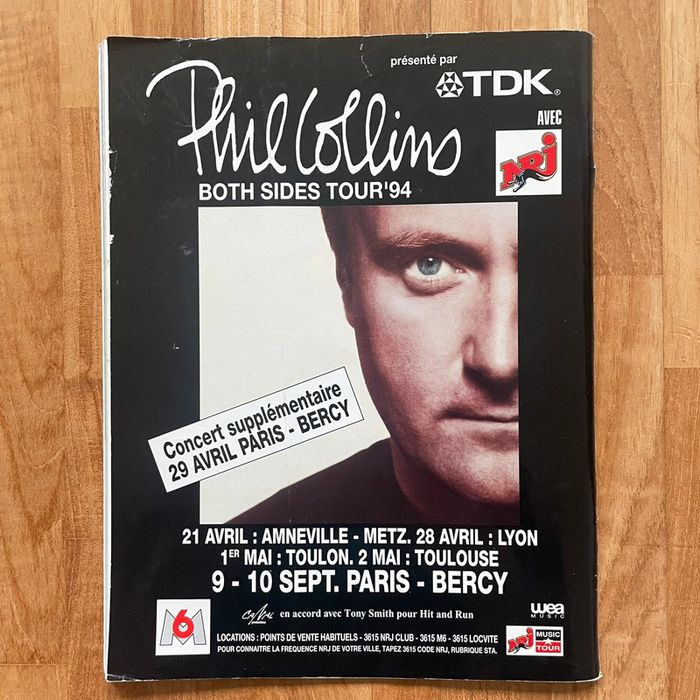 présenté par
TDK®
AVEC
NRJ
Phil Collins
BOTH SIDES TOUR'94
Concert supplémentaire
29 AVRIL PARIS - BERCY
21 AVRIL : AMNEVILLE - METZ. 28 AVRIL : LYON
1ER MAI : TOULON. 2 MAI : TOULOUSE
9 - 10 SEPT. PARIS - BERCY
M6
en accord avec Tony Smith pour Hit and Run
wea
MUSIC
LOCATIONS : POINTS DE VENTE HABITUELS - 3615 NRJ CLUB - 3615 M6 - 3615 LOCVITE
POUR CONNAITRE LA FREQUENCE NRJ DE VOTRE VILLE, TAPEZ 3615 CODE NRJ, RUBRIQUE STA.
NRJ MUSIC TOUR